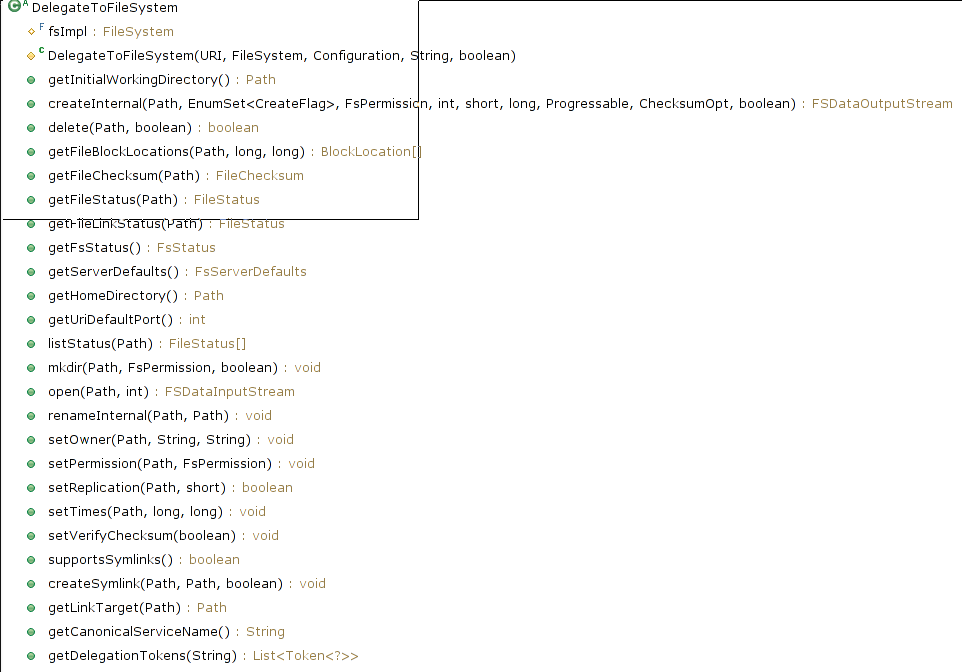 C A DelegateToFileSystem
F fsImpl : FileSystem
C DelegateToFileSystem(URI, FileSystem, Configuration, String, boolean)
getInitialWorkingDirectory() : Path
createInternal(Path, EnumSet<CreateFlag>, FsPermission, int, short, long, Progressable, ChecksumOpt, boolean) : FSDataOutputStream
delete(Path, boolean) : boolean
getFileBlockLocations(Path, long, long) : BlockLocation[]
getFileChecksum(Path) : FileChecksum
getFileStatus(Path) : FileStatus
getFileLinkStatus(Path) : FileStatus
getFsStatus() : FsStatus
getServerDefaults() : FsServerDefaults
getHomeDirectory() : Path
getUriDefaultPort() : int
listStatus(Path) : FileStatus[]
mkdir(Path, FsPermission, boolean) : void
open(Path, int) : FSDataInputStream
renameInternal(Path, Path) : void
setOwner(Path, String, String) : void
setPermission(Path, FsPermission) : void
setReplication(Path, short) : boolean
setTimes(Path, long, long) : void
setVerifyChecksum(boolean) : void
supportsSymlinks() : boolean
createSymlink(Path, Path, boolean) : void
getLinkTarget(Path) : Path
getCanonicalServiceName() : String
getDelegationTokens(String) : List<Token<?>>